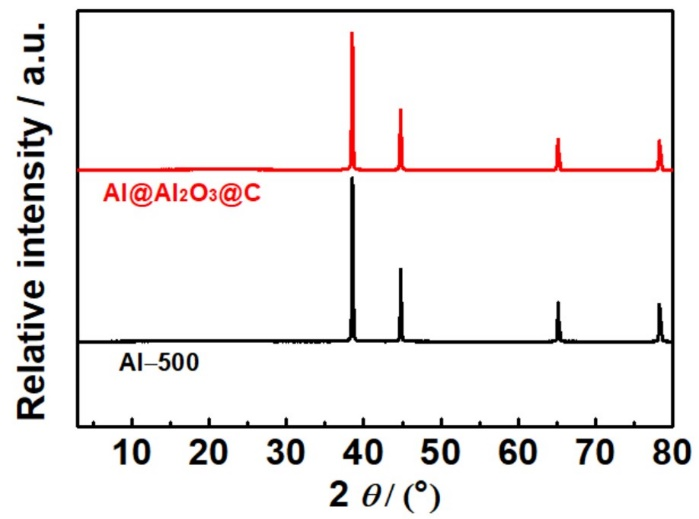 Relative intensity / a.u.
Al@Al₂O₃@C
Al–500
10 20 30 40 50 60 70 80
2 θ / (°)